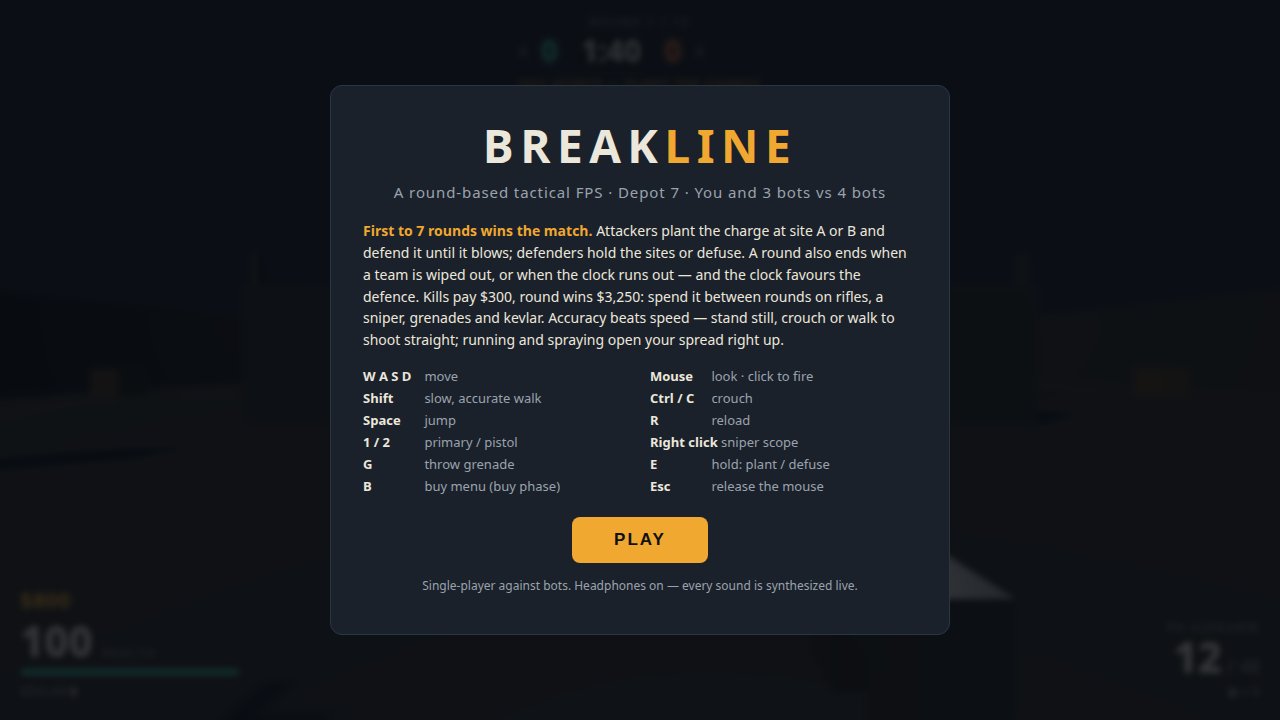 0 1:40 0
BREAKLINE
A round-based tactical FPS · Depot 7 · You and 3 bots vs 4 bots
First to 7 rounds wins the match. Attackers plant the charge at site A or B and
defend it until it blows; defenders hold the sites or defuse. A round also ends when
a team is wiped out, or when the clock runs out — and the clock favours the
defence. Kills pay $300, round wins $3,250: spend it between rounds on rifles, a
sniper, grenades and kevlar. Accuracy beats speed — stand still, crouch or walk to
shoot straight; running and spraying open your spread right up.
W A S D move
Mouse look · click to fire
Shift slow, accurate walk
Ctrl / C crouch
Space jump
R reload
1 / 2 primary / pistol
Right click sniper scope
G throw grenade
E hold: plant / defuse
B buy menu (buy phase)
Esc release the mouse
PLAY
Single-player against bots. Headphones on — every sound is synthesized live.
$800
100
12